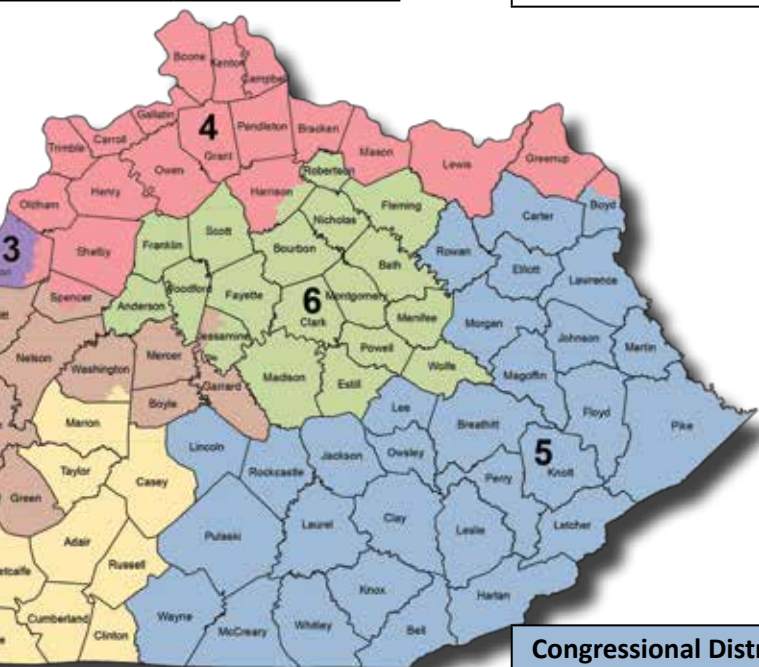 Boone
Kenton
Campbe
Gallatin
Carroll
Trimble
4
Grant
Pendleton
Bracken
Mason
Lewis
Greenup
Owen
Henry
Oldham
Harrison
Robertson
Fleming
Nicholas
Carter
Boyd
3
Shelby
Franklin
Scott
Bourbon
Bath
Rowan
Elliott
Lawrence
Spencer
Anderson
Woodford
Fayette
6
Clark
Montgomery
Menifee
Morgan
Nelson
Washington
Mercer
essamine
Powell
Wolfe
Johnson
Martin
Magoffin
Garrard
Madison
Estill
Boyle
Lee
Breathitt
Floyd
Pike
Marion
Lincoln
Rockcastle
Jackson
Owsley
5
Knott
Perry
Taylor
Casey
Green
Pulaski
Laurel
Clay
Leslie
Letcher
Adair
Russell
etcalfe
Knox
Harlan
Cumberland
Clinton
Wayne
McCreary
Whitley
Bell
Congressional Distr